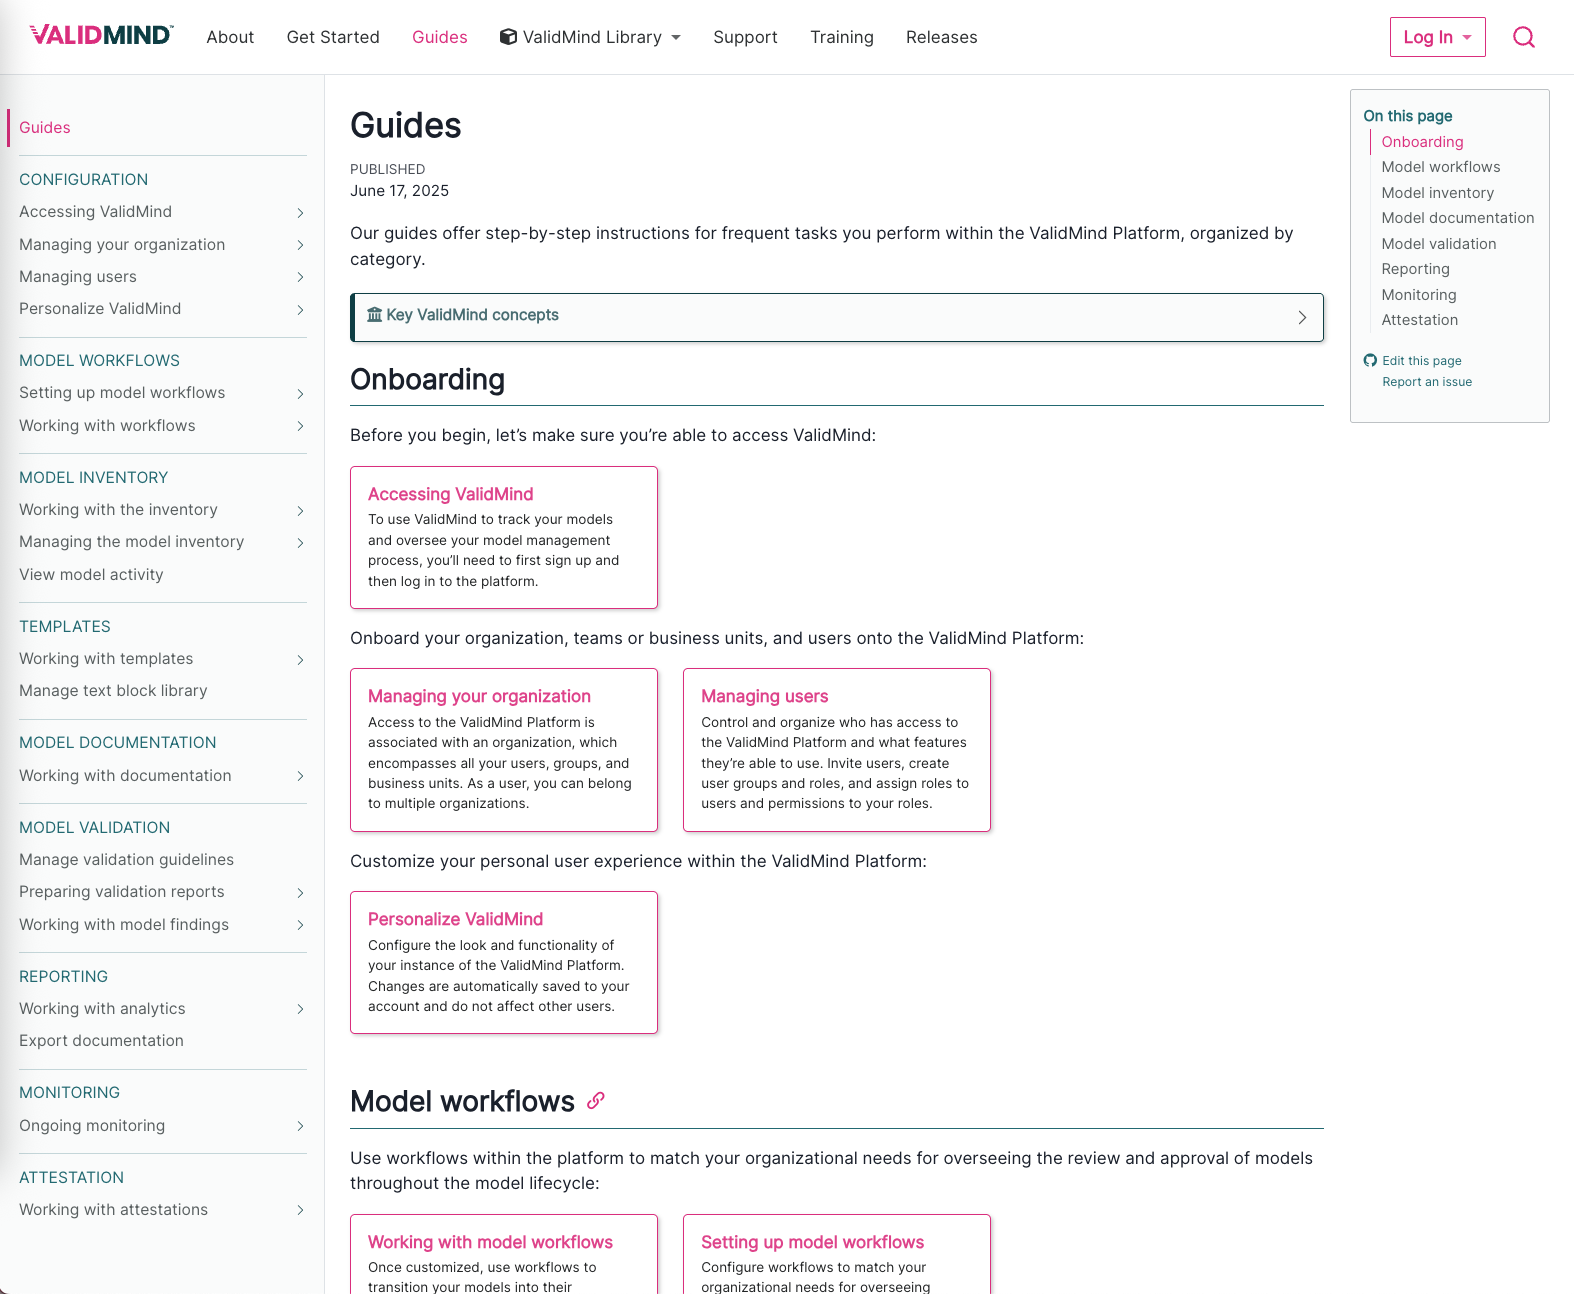 VALIDMIND™
About
Get Started
Guides
ValidMind Library
Support
Training
Releases
Log In
Guides
CONFIGURATION
Accessing ValidMind
Managing your organization
Managing users
Personalize ValidMind
MODEL WORKFLOWS
Setting up model workflows
Working with workflows
MODEL INVENTORY
Working with the inventory
Managing the model inventory
View model activity
TEMPLATES
Working with templates
Manage text block library
MODEL DOCUMENTATION
Working with documentation
MODEL VALIDATION
Manage validation guidelines
Preparing validation reports
Working with model findings
REPORTING
Working with analytics
Export documentation
MONITORING
Ongoing monitoring
ATTESTATION
Working with attestations
Guides
PUBLISHED
June 17, 2025
Our guides offer step-by-step instructions for frequent tasks you perform within the ValidMind Platform, organized by
category.
Key ValidMind concepts
Onboarding
Before you begin, let’s make sure you’re able to access ValidMind:
Accessing ValidMind
To use ValidMind to track your models
and oversee your model management
process, you’ll need to first sign up and
then log in to the platform.
Onboard your organization, teams or business units, and users onto the ValidMind Platform:
Managing your organization
Access to the ValidMind Platform is
associated with an organization, which
encompasses all your users, groups, and
business units. As a user, you can belong
to multiple organizations.
Managing users
Control and organize who has access to
the ValidMind Platform and what features
they’re able to use. Invite users, create
user groups and roles, and assign roles to
users and permissions to your roles.
Customize your personal user experience within the ValidMind Platform:
Personalize ValidMind
Configure the look and functionality of
your instance of the ValidMind Platform.
Changes are automatically saved to your
account and do not affect other users.
Model workflows
Use workflows within the platform to match your organizational needs for overseeing the review and approval of models
throughout the model lifecycle:
Working with model workflows
Once customized, use workflows to
transition your models into their
Setting up model workflows
Configure workflows to match your
organizational needs for overseeing
On this page
Onboarding
Model workflows
Model inventory
Model documentation
Model validation
Reporting
Monitoring
Attestation
Edit this page
Report an issue